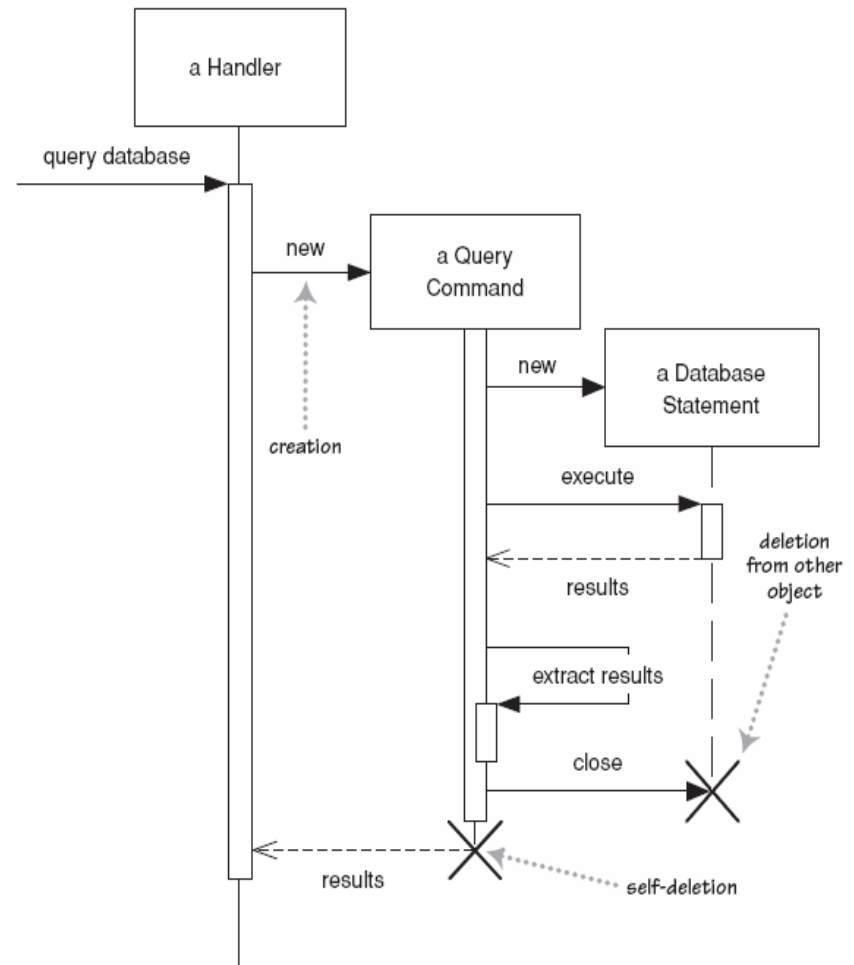 a Handler
query database
new
a Query
Command
new
a Database
Statement
creation
execute
deletion
from other
object
results
extract results
close
results
self-deletion